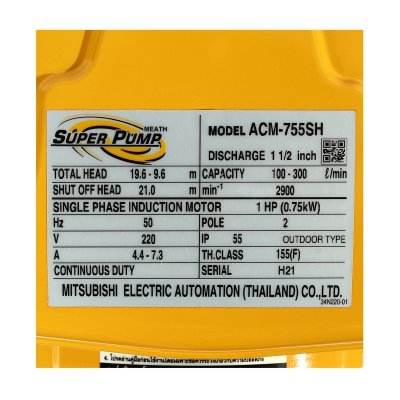 MEATH
SUPER PUMP
MODEL ACM-755SH
DISCHARGE 1 1/2 inch
TOTAL HEAD 19.6 - 9.6 m CAPACITY 100 - 300 ℓ/min
SHUT OFF HEAD 21.0 m min⁻¹ 2900
SINGLE PHASE INDUCTION MOTOR 1 HP (0.75kW)
Hz 50 POLE 2
V 220 IP 55 OUTDOOR TYPE
A 4.4 - 7.3 TH.CLASS 155(F)
CONTINUOUS DUTY SERIAL H21
MITSUBISHI ELECTRIC AUTOMATION (THAILAND) CO.,LTD.
34N220-01